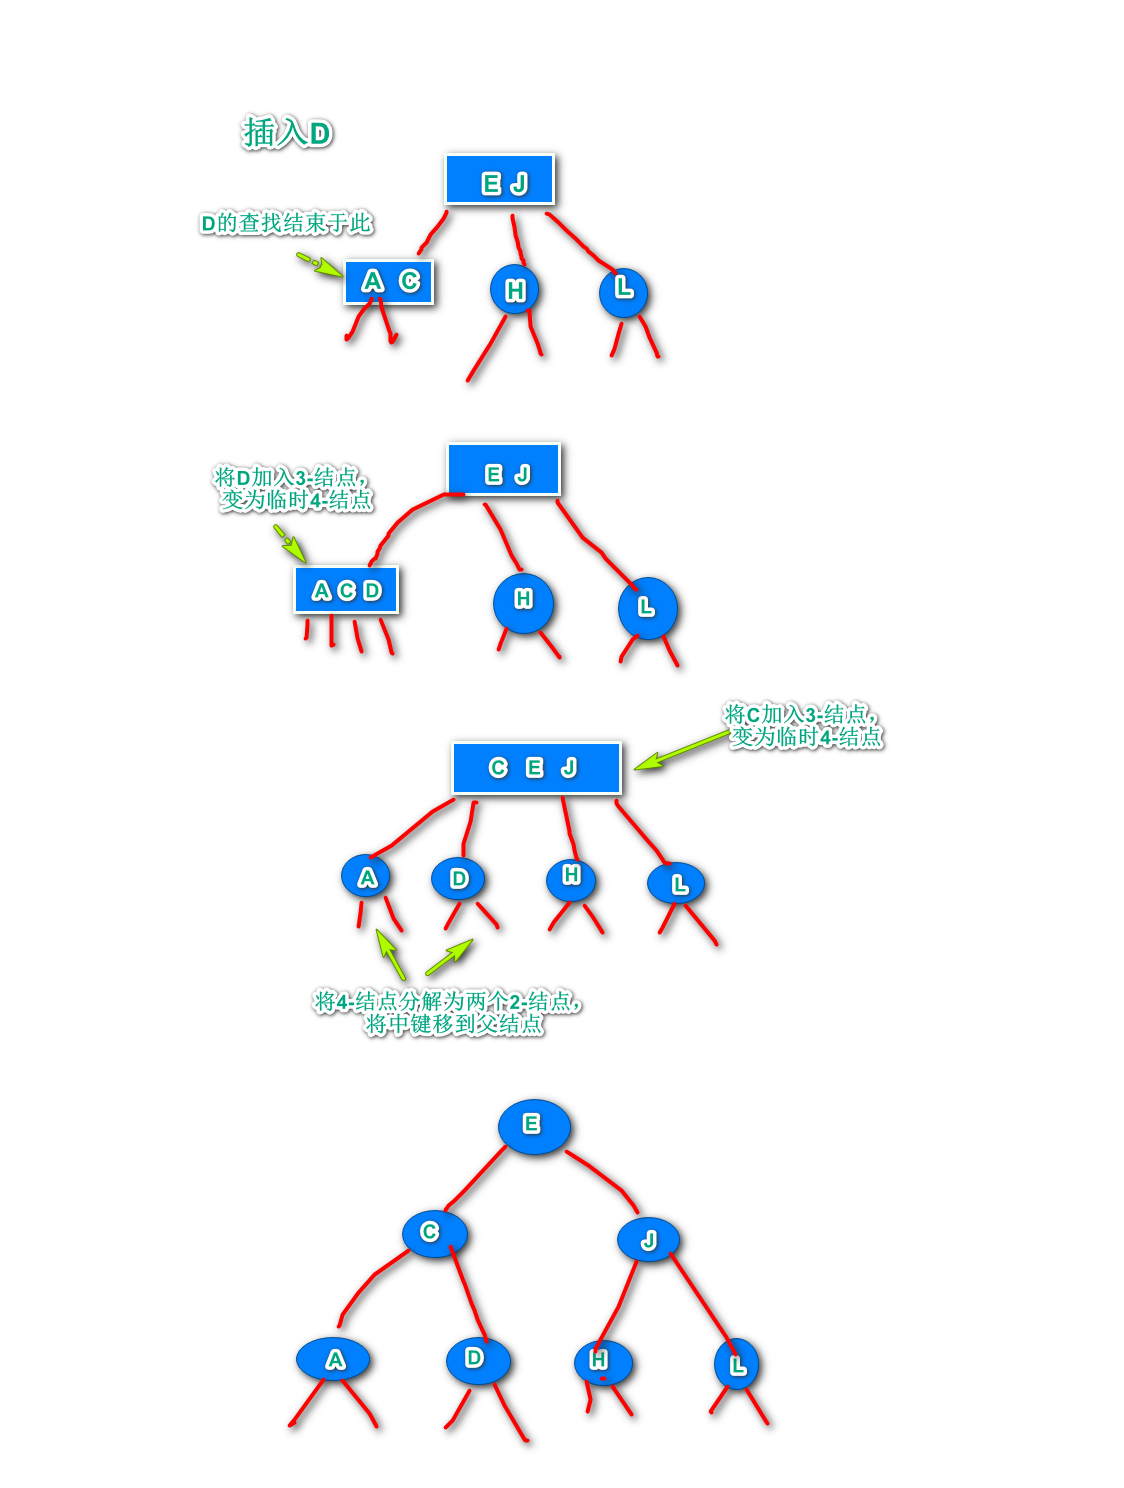 插入D
E J
D的查找结束于此
A C
H
L
将D加入3-结点，
变为临时4-结点
E J
A C D
H
L
将C加入3-结点，
变为临时4-结点
C E J
A
D
H
L
将4-结点分解为两个2-结点，
将中键移到父结点
E
C
J
A
D
H
L